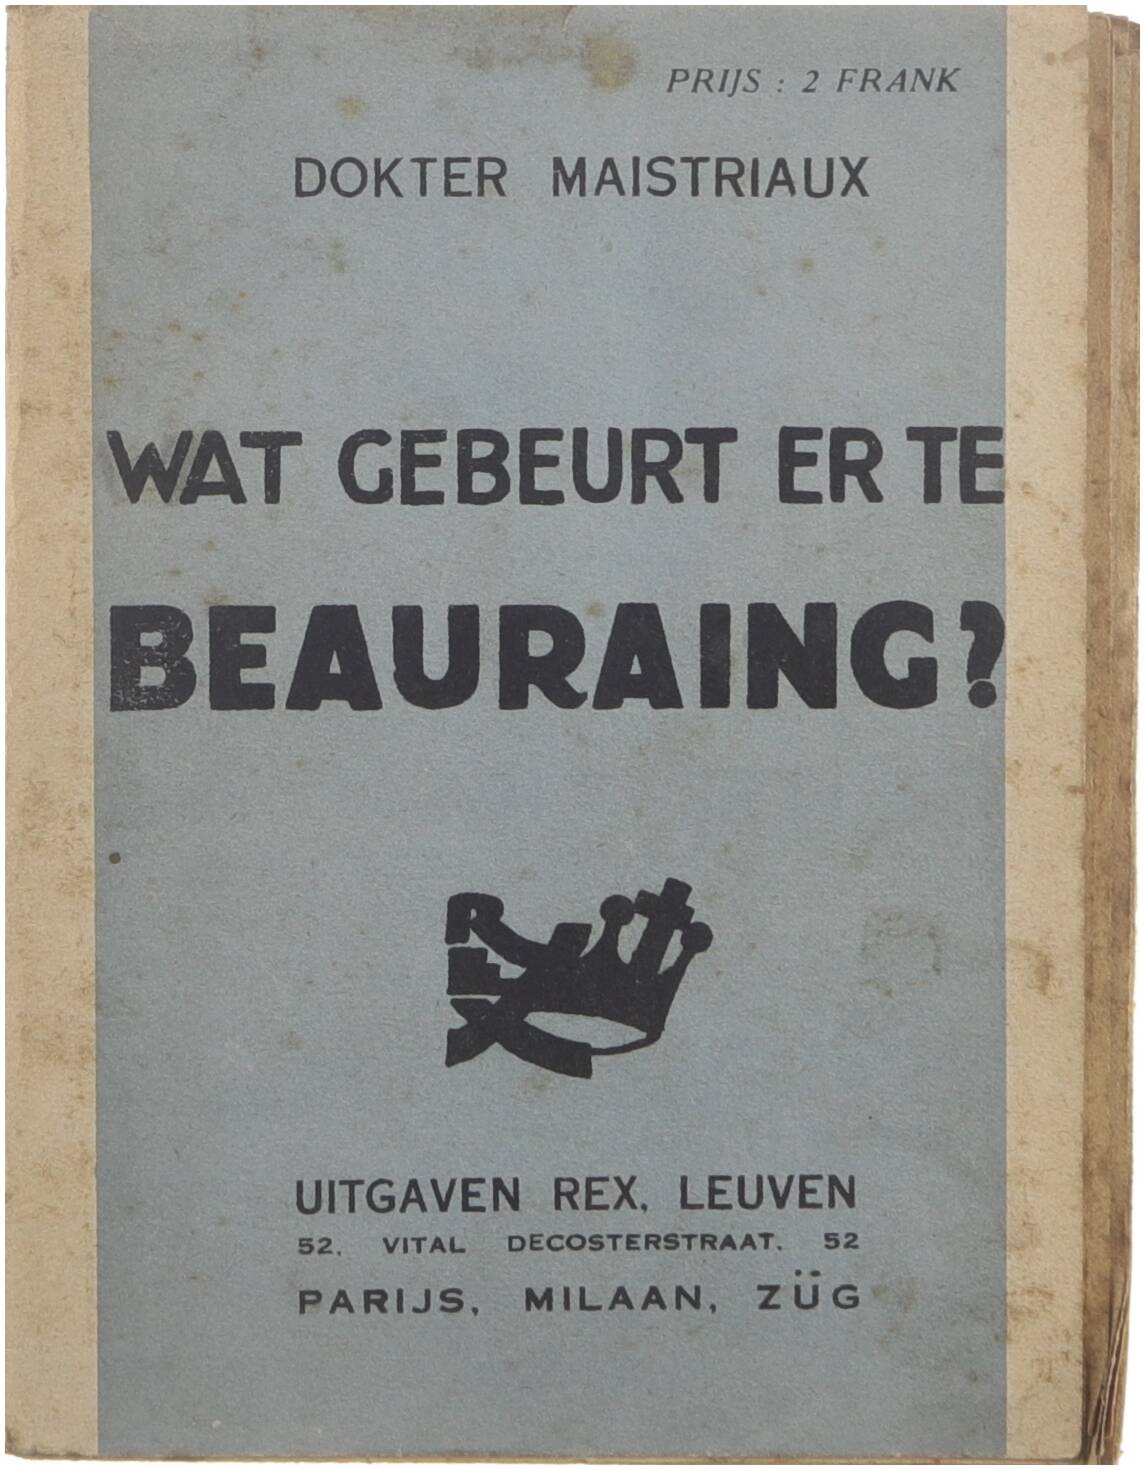 PRIJS : 2 FRANK
DOKTER MAISTRIAUX
WAT GEBEURT ER TE
BEAURAING?
REX
UITGAVEN REX, LEUVEN
52, VITAL DECOSTERSTRAAT, 52
PARIJS, MILAAN, ZÜG